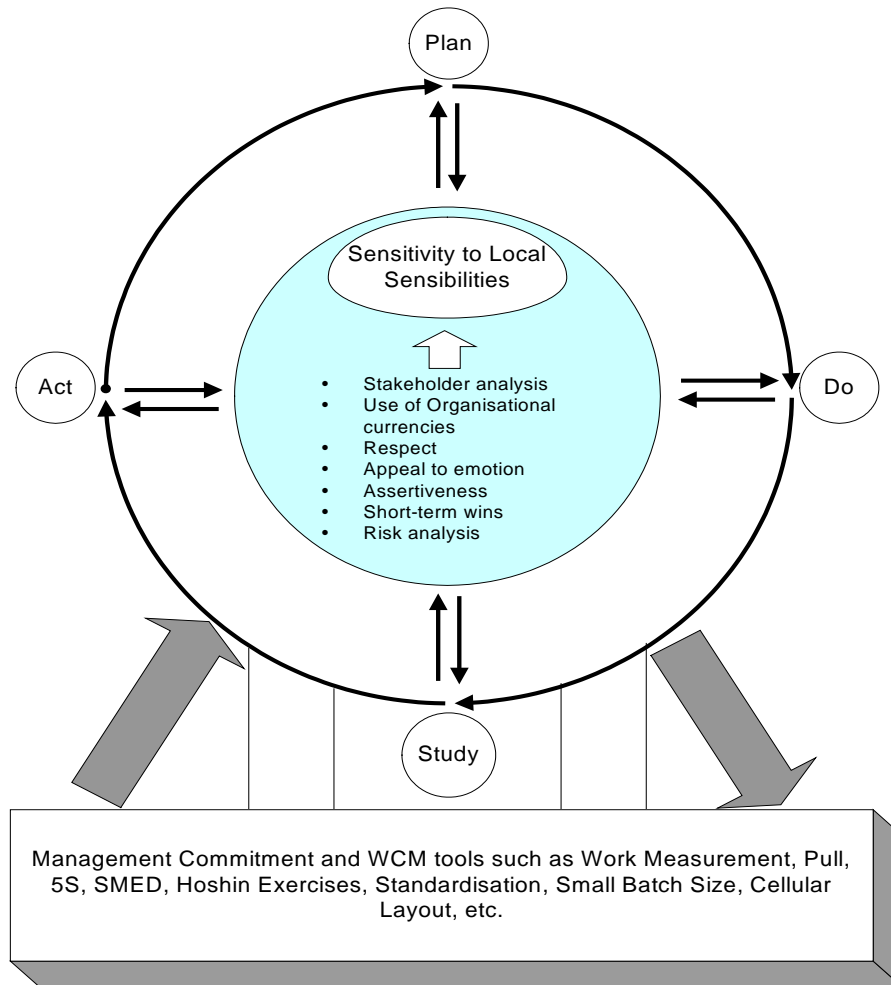 Plan
Sensitivity to Local
Sensibilities
Act
Do
• Stakeholder analysis
• Use of Organisational
currencies
• Respect
• Appeal to emotion
• Assertiveness
• Short-term wins
• Risk analysis
Study
Management Commitment and WCM tools such as Work Measurement, Pull,
5S, SMED, Hoshin Exercises, Standardisation, Small Batch Size, Cellular
Layout, etc.